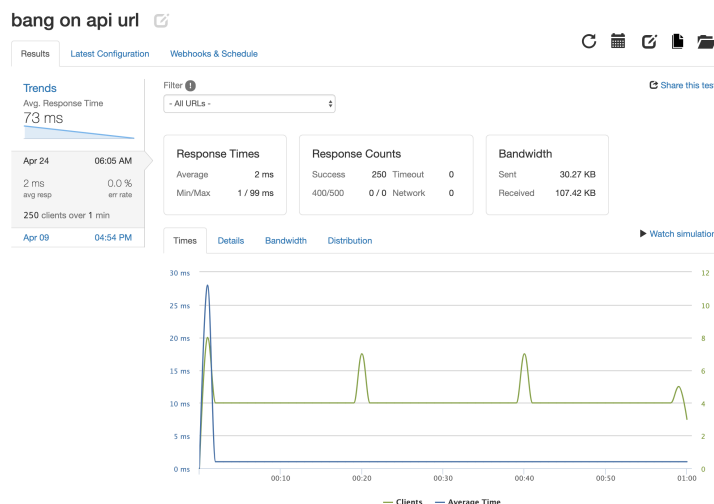 bang on api url
Results Latest Configuration Webhooks & Schedule
Trends
Avg. Response Time
73 ms
Apr 24 06:05 AM
2 ms 0.0 %
avg resp err rate
250 clients over 1 min
Apr 09 04:54 PM
Filter !
- All URLs -
Share this tes
Response Times
Average 2 ms
Min/Max 1 / 99 ms
Response Counts
Success 250 Timeout 0
400/500 0 / 0 Network 0
Bandwidth
Sent 30.27 KB
Received 107.42 KB
Times Details Bandwidth Distribution
Watch simulation
30 ms 12
25 ms 10
20 ms 8
15 ms 6
10 ms 4
5 ms 2
0 ms 0
00:10 00:20 00:30 00:40 00:50 01:00
Clients Average Time